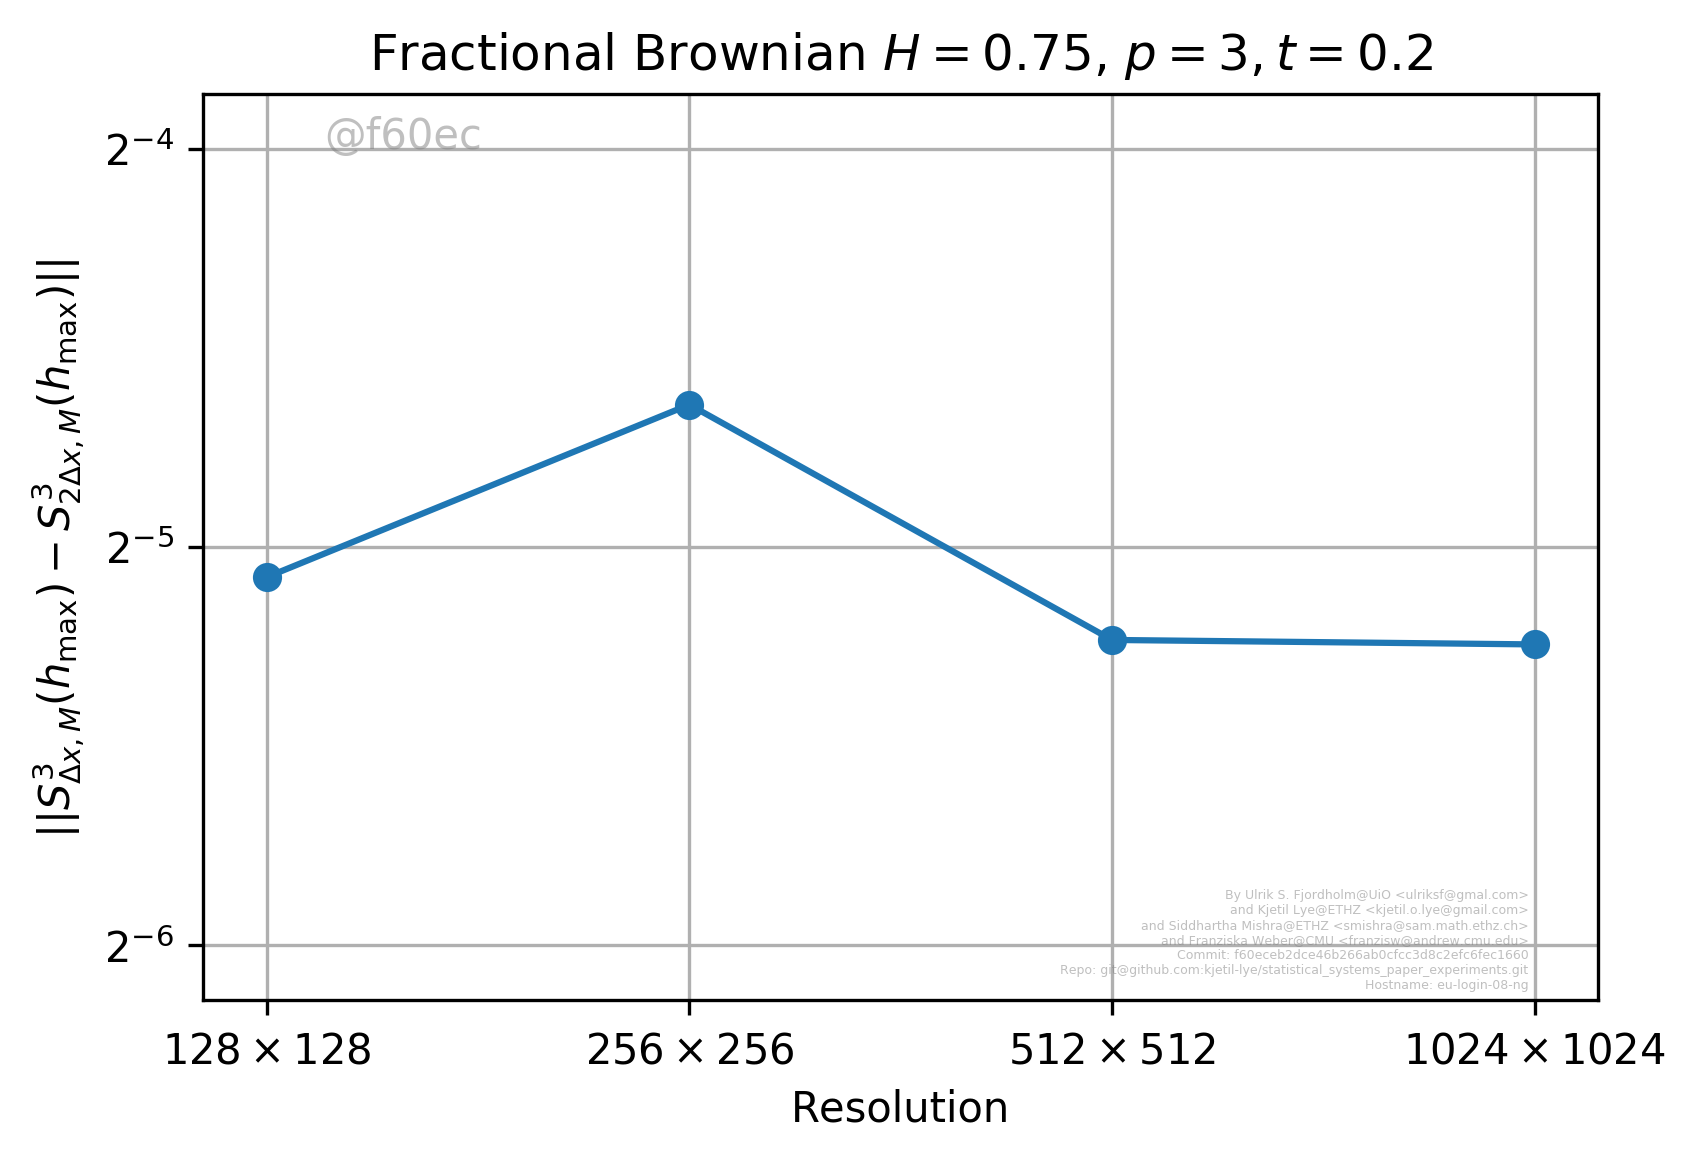 Fractional Brownian H = 0.75, p = 3, t = 0.2
@f60ec
2⁻⁴
2⁻⁵
2⁻⁶
||S³_{Δx,M}(h_max) − S³_{2Δx,M}(h_max)||
By Ulrik S. Fjordholm@UiO <ulriksf@gmal.com>
and Kjetil Lye@ETHZ <kjetil.o.lye@gmail.com>
and Siddhartha Mishra@ETHZ <smishra@sam.math.ethz.ch>
and Franziska Weber@CMU <franzisw@andrew.cmu.edu>
Commit: f60eceb2dce46b266ab0cfcc3d8c2efc6fec1660
Repo: git@github.com:kjetil-lye/statistical_systems_paper_experiments.git
Hostname: eu-login-08-ng
128 × 128
256 × 256
512 × 512
1024 × 1024
Resolution